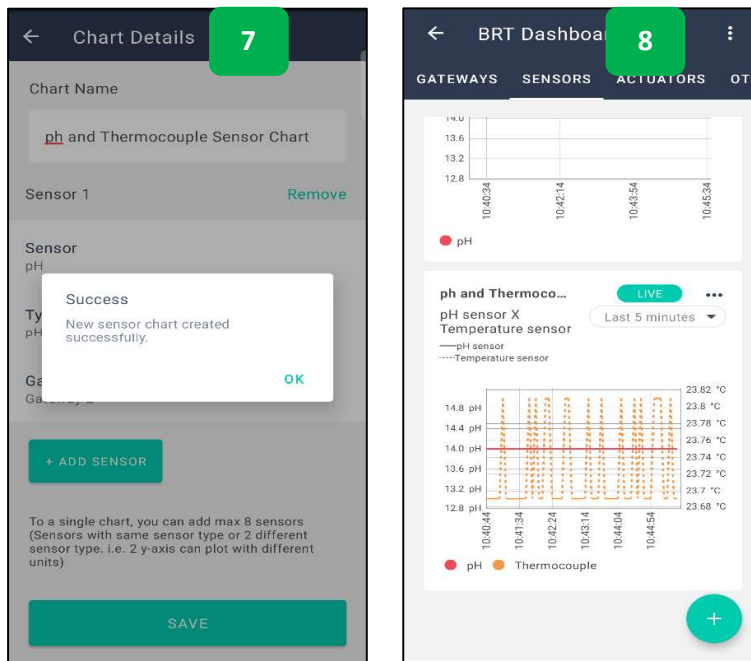 Chart Details
7
Chart Name
ph and Thermocouple Sensor Chart
Sensor 1
Remove
Sensor
pH
Success
New sensor chart created
successfully.
OK
+ ADD SENSOR
To a single chart, you can add max 8 sensors
(Sensors with same sensor type or 2 different
sensor type. i.e. 2 y-axis can plot with different
units)
SAVE
8
GATEWAYS SENSORS ACTUATORS
14.0
13.6
13.2
12.8
10:40:34
10:42:14
10:43:54
10:45:34
pH
ph and Thermoco...
LIVE
pH sensor X
Temperature sensor
Last 5 minutes
pH sensor
Temperature sensor
14.8 pH
14.4 pH
14.0 pH
13.6 pH
13.2 pH
12.8 pH
23.82 °C
23.8 °C
23.78 °C
23.76 °C
23.74 °C
23.72 °C
23.7 °C
23.68 °C
10:40:44
10:41:34
10:42:24
10:43:14
10:44:04
10:44:54
pH Thermocouple
+